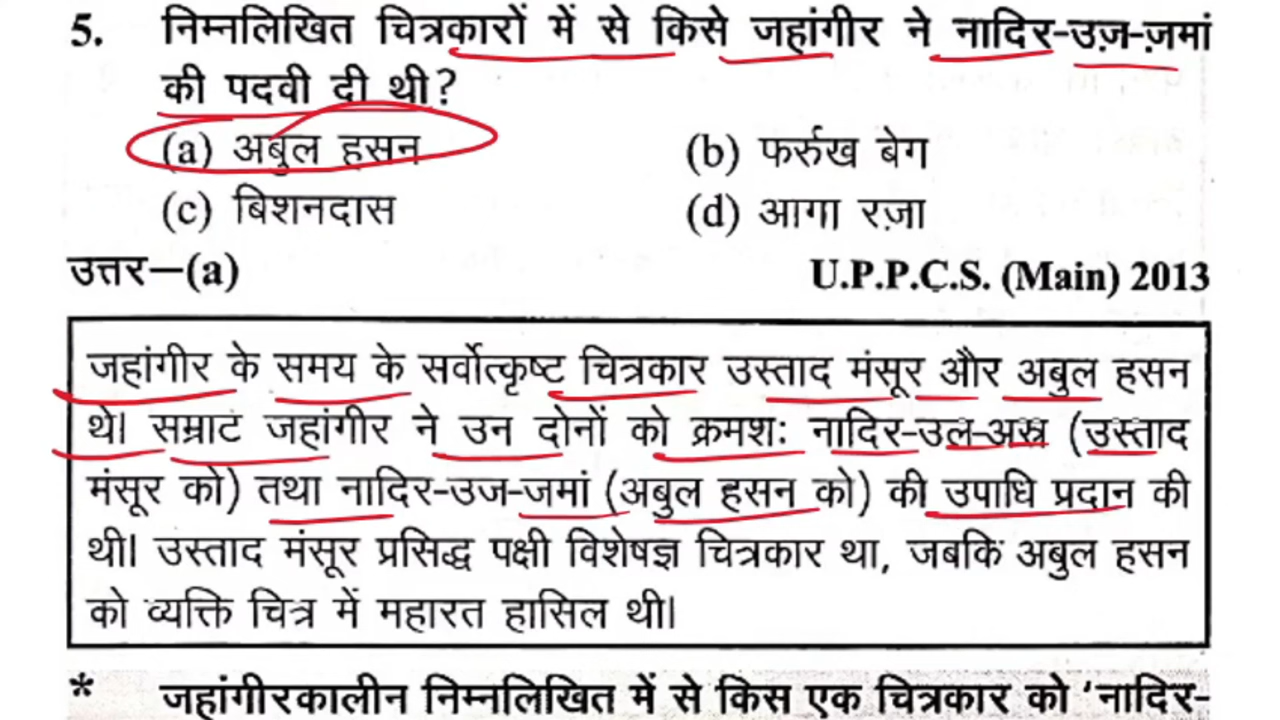 5. निम्नलिखित चित्रकारों में से किसे जहांगीर ने नादिर-उज़-ज़मां
की पदवी दी थी?
(a) अबुल हसन (b) फर्रुख बेग
(c) बिशनदास (d) आगा रज़ा
उत्तर—(a) U.P.P.C.S. (Main) 2013
जहांगीर के समय के सर्वोत्कृष्ट चित्रकार उस्ताद मंसूर और अबुल हसन
थे। सम्राट जहांगीर ने उन दोनों को क्रमशः नादिर-उल-अस्र (उस्ताद
मंसूर को) तथा नादिर-उज-जमां (अबुल हसन को) की उपाधि प्रदान की
थी। उस्ताद मंसूर प्रसिद्ध पक्षी विशेषज्ञ चित्रकार था, जबकि अबुल हसन
को व्यक्ति चित्र में महारत हासिल थी।
* जहांगीरकालीन निम्नलिखित में से किस एक चित्रकार को ‘नादिर-